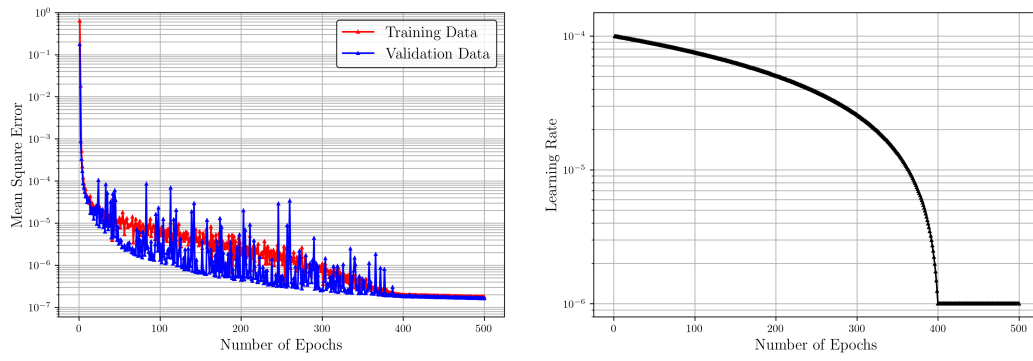 Mean Square Error
10⁰
10⁻¹
10⁻²
10⁻³
10⁻⁴
10⁻⁵
10⁻⁶
10⁻⁷
Training Data
Validation Data
0 100 200 300 400 500
Number of Epochs
Learning Rate
10⁻⁴
10⁻⁵
10⁻⁶
0 100 200 300 400 500
Number of Epochs